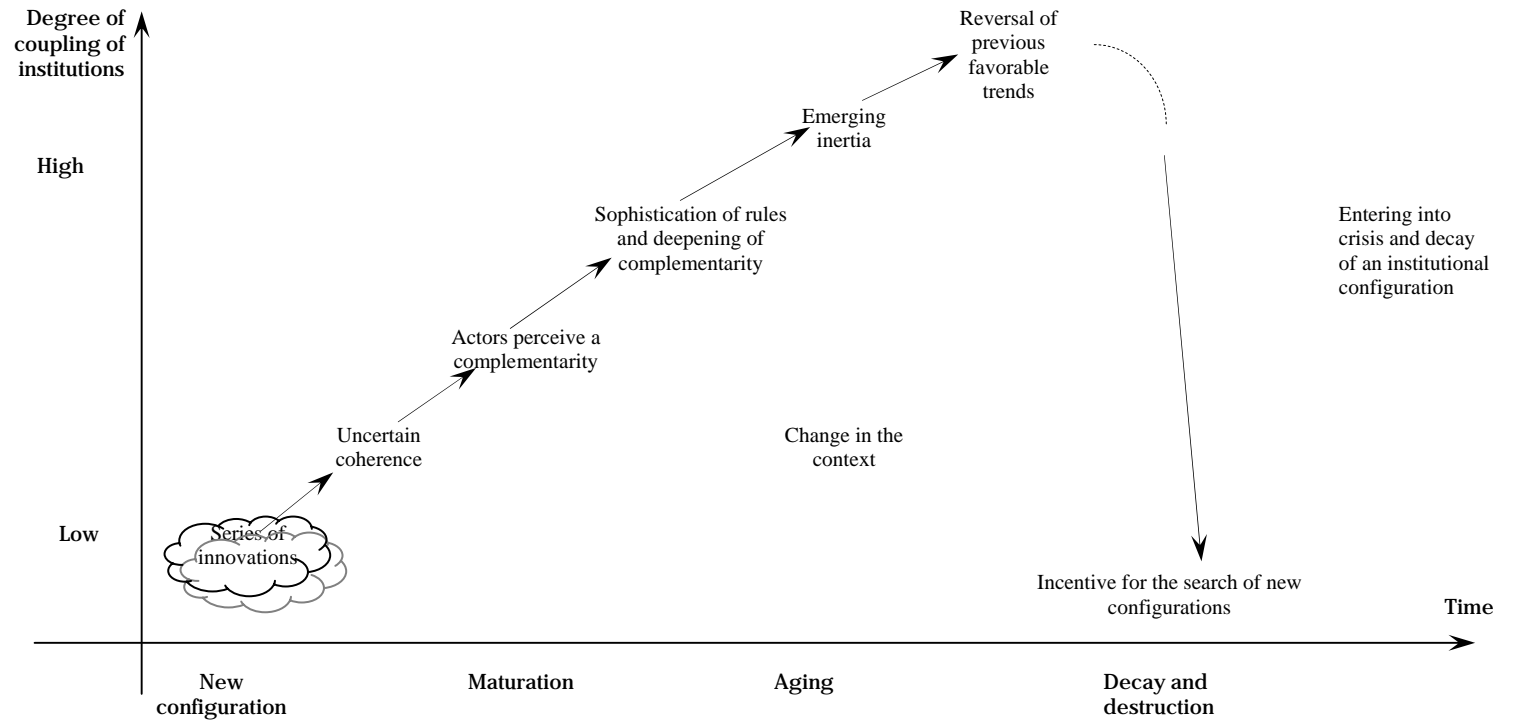 Degree of
coupling of
institutions
Reversal of
previous
favorable
trends
Emerging
inertia
High
Sophistication of rules
and deepening of
complementarity
Entering into
crisis and decay
of an institutional
configuration
Actors perceive a
complementarity
Uncertain
coherence
Change in the
context
Low
Series of
innovations
Incentive for the search of new
configurations
Time
New
configuration
Maturation
Aging
Decay and
destruction